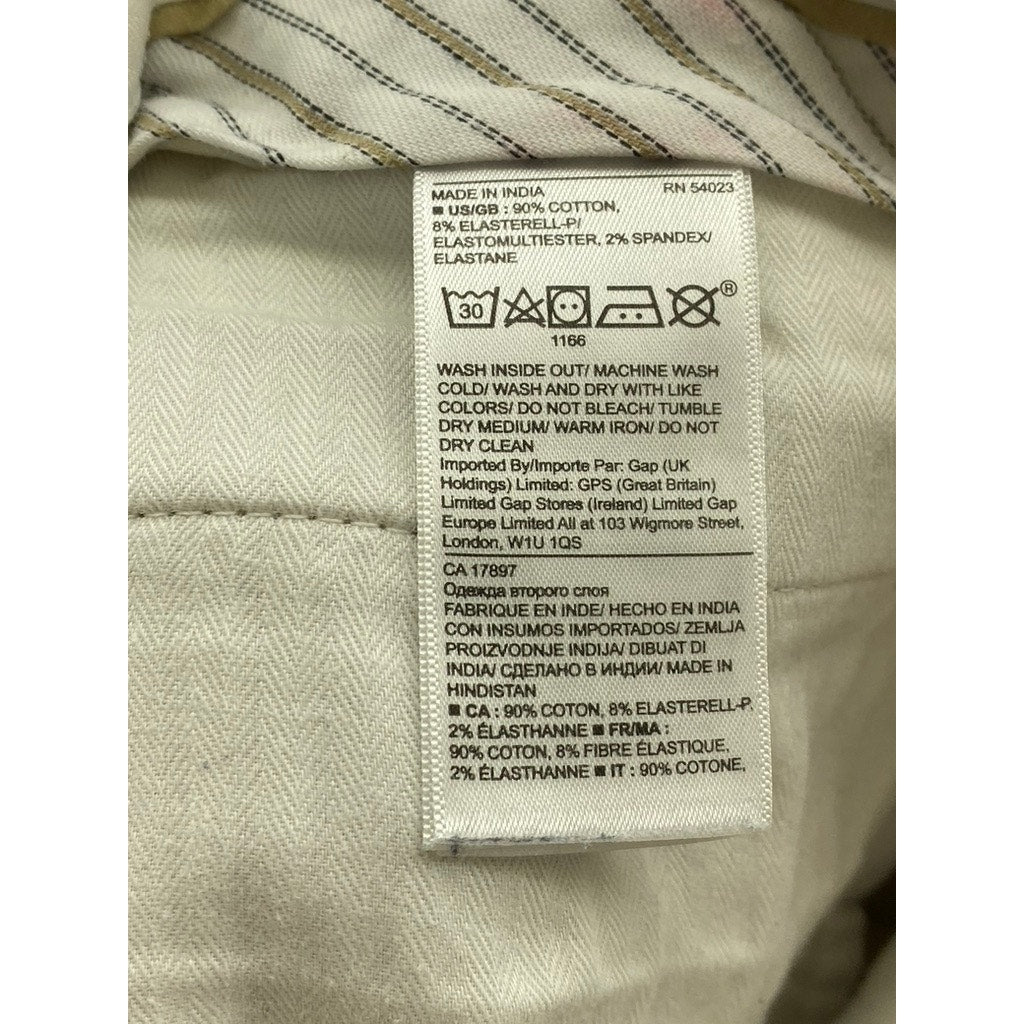 MADE IN INDIA RN 54023
■ US/GB : 90% COTTON,
8% ELASTERELL-P/
ELASTOMULTIESTER, 2% SPANDEX/
ELASTANE
30 ®
1166
WASH INSIDE OUT/ MACHINE WASH
COLD/ WASH AND DRY WITH LIKE
COLORS/ DO NOT BLEACH/ TUMBLE
DRY MEDIUM/ WARM IRON/ DO NOT
DRY CLEAN
Imported By/Importe Par: Gap (UK
Holdings) Limited: GPS (Great Britain)
Limited Gap Stores (Ireland) Limited Gap
Europe Limited All at 103 Wigmore Street,
London, W1U 1QS
CA 17897
Одежда второго слоя
FABRIQUE EN INDE/ HECHO EN INDIA
CON INSUMOS IMPORTADOS/ ZEMLJA
PROIZVODNJE INDIJA/ DIBUAT DI
INDIA/ СДЕЛАНО В ИНДИИ/ MADE IN
HINDISTAN
■ CA : 90% COTON, 8% ELASTERELL-P.
2% ÉLASTHANNE ■ FR/MA :
90% COTON, 8% FIBRE ÉLASTIQUE,
2% ÉLASTHANNE ■ IT : 90% COTONE,